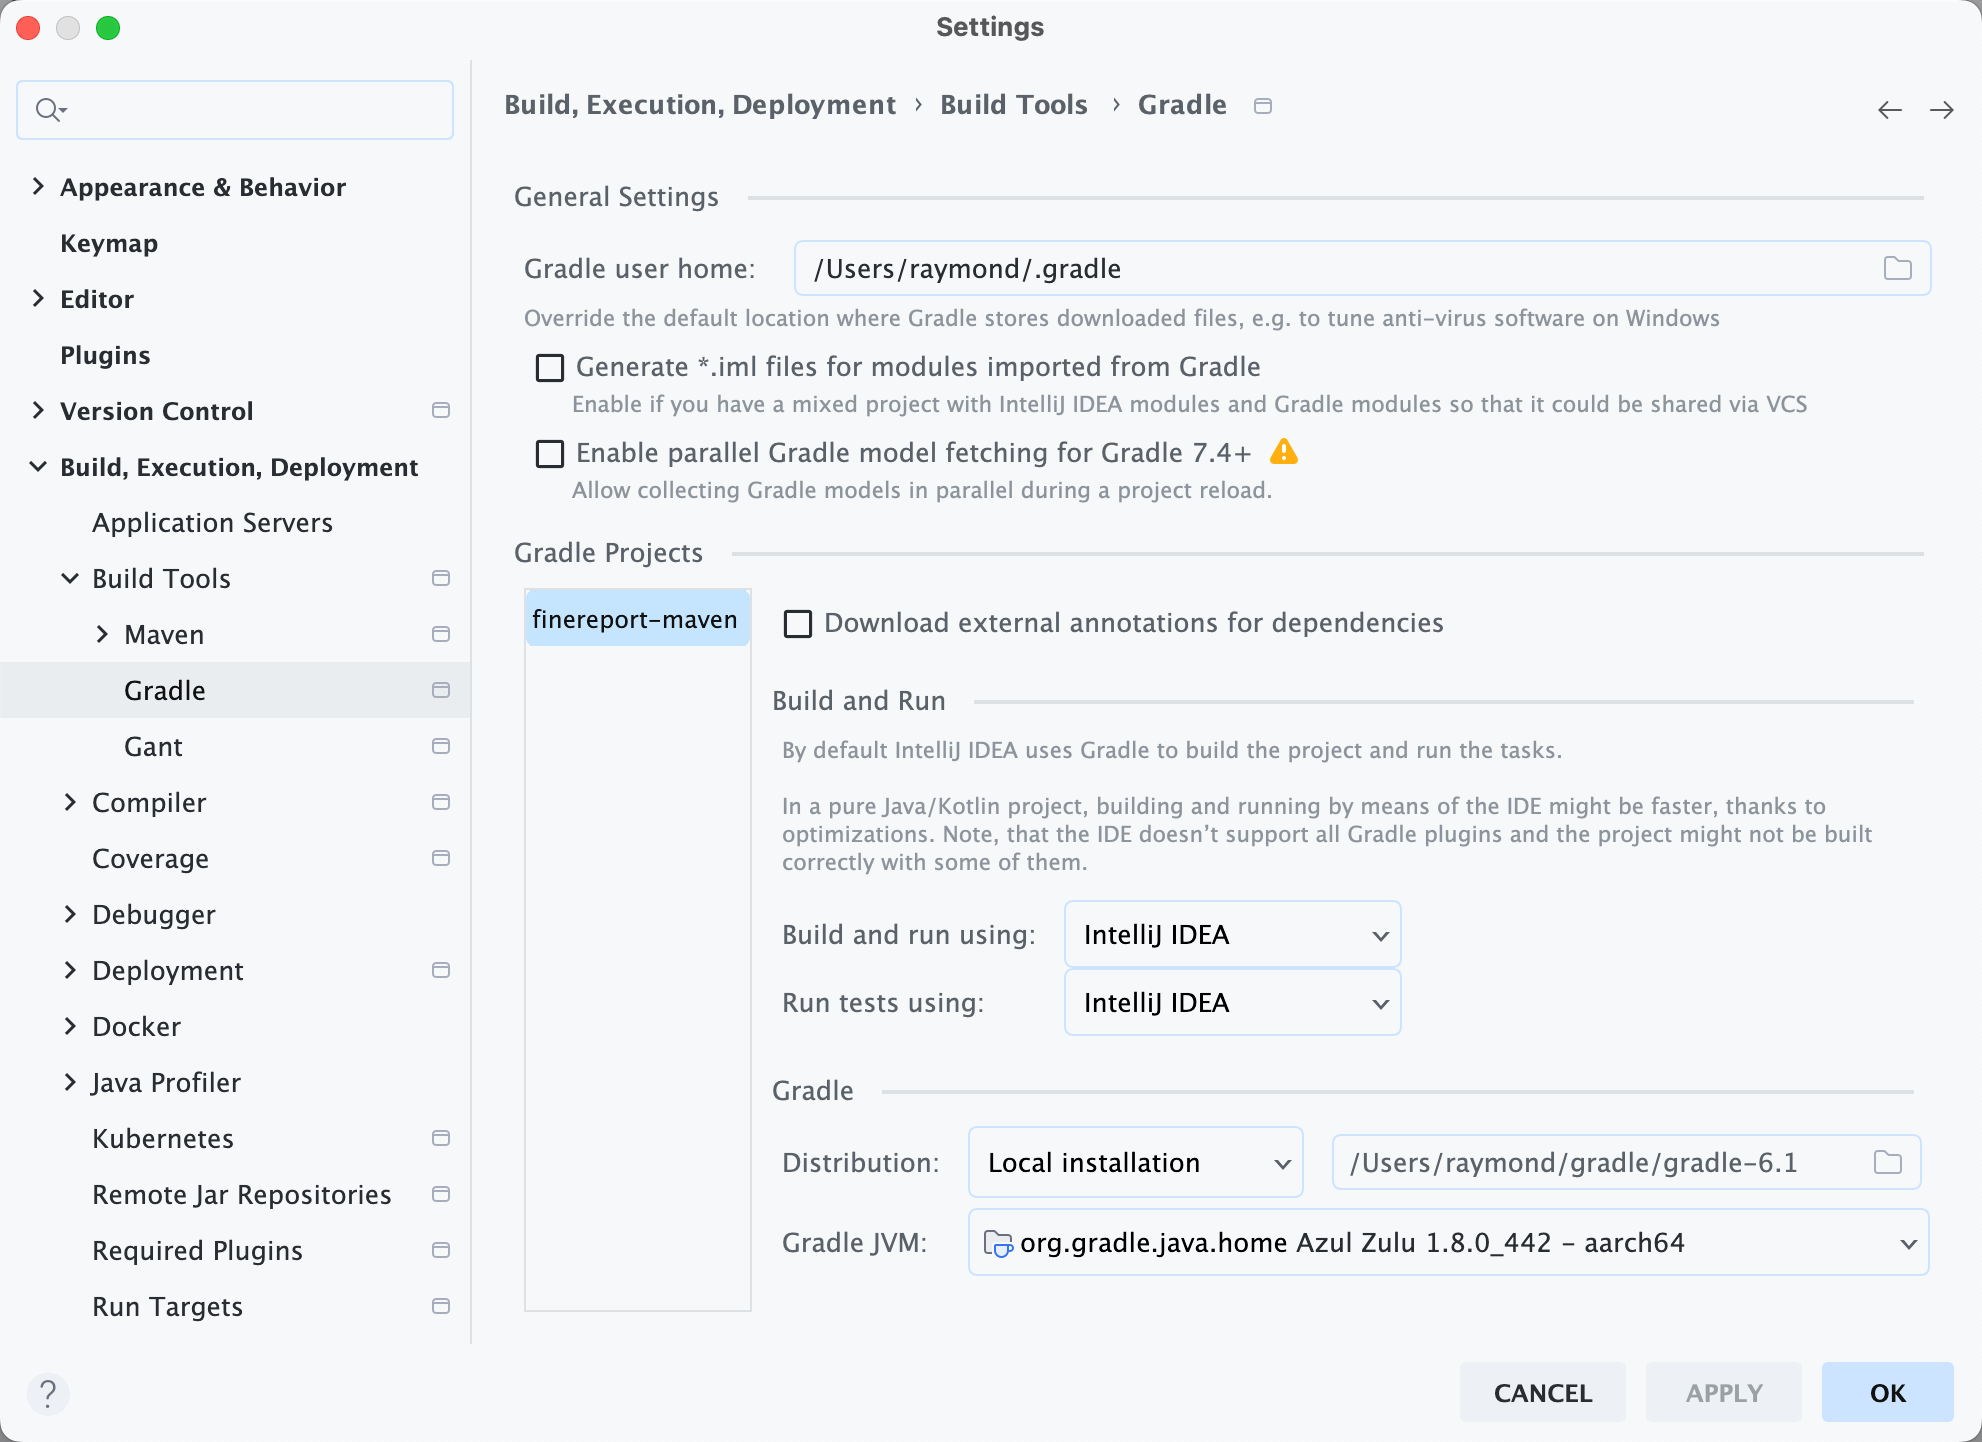 Settings
Build, Execution, Deployment › Build Tools › Gradle
Appearance & Behavior
Keymap
Editor
Plugins
Version Control
Build, Execution, Deployment
Application Servers
Build Tools
Maven
Gradle
Gant
Compiler
Coverage
Debugger
Deployment
Docker
Java Profiler
Kubernetes
Remote Jar Repositories
Required Plugins
Run Targets
General Settings
Gradle user home: /Users/raymond/.gradle
Override the default location where Gradle stores downloaded files, e.g. to tune anti-virus software on Windows
Generate *.iml files for modules imported from Gradle
Enable if you have a mixed project with IntelliJ IDEA modules and Gradle modules so that it could be shared via VCS
Enable parallel Gradle model fetching for Gradle 7.4+
Allow collecting Gradle models in parallel during a project reload.
Gradle Projects
finereport-maven
Download external annotations for dependencies
Build and Run
By default IntelliJ IDEA uses Gradle to build the project and run the tasks.
In a pure Java/Kotlin project, building and running by means of the IDE might be faster, thanks to
optimizations. Note, that the IDE doesn't support all Gradle plugins and the project might not be built
correctly with some of them.
Build and run using: IntelliJ IDEA
Run tests using: IntelliJ IDEA
Gradle
Distribution: Local installation /Users/raymond/gradle/gradle-6.1
Gradle JVM: org.gradle.java.home Azul Zulu 1.8.0_442 - aarch64
?
CANCEL APPLY OK